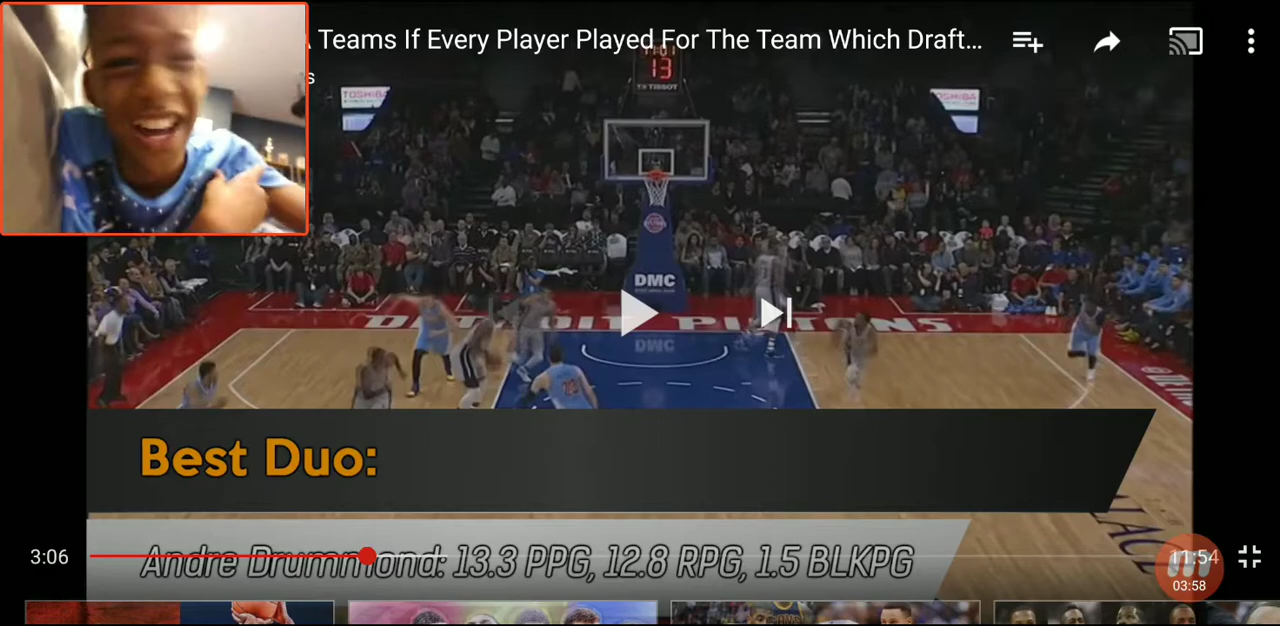 Teams If Every Player Played For The Team Which Draft...
s
13
TISSOT
TOSHIBA
TOSHIBA
DMC
DETROIT PISTONS
DMC
Best Duo:
3:06
Andre Drummond: 13.3 PPG, 12.8 RPG, 1.5 BLKPG
11:54
03:58